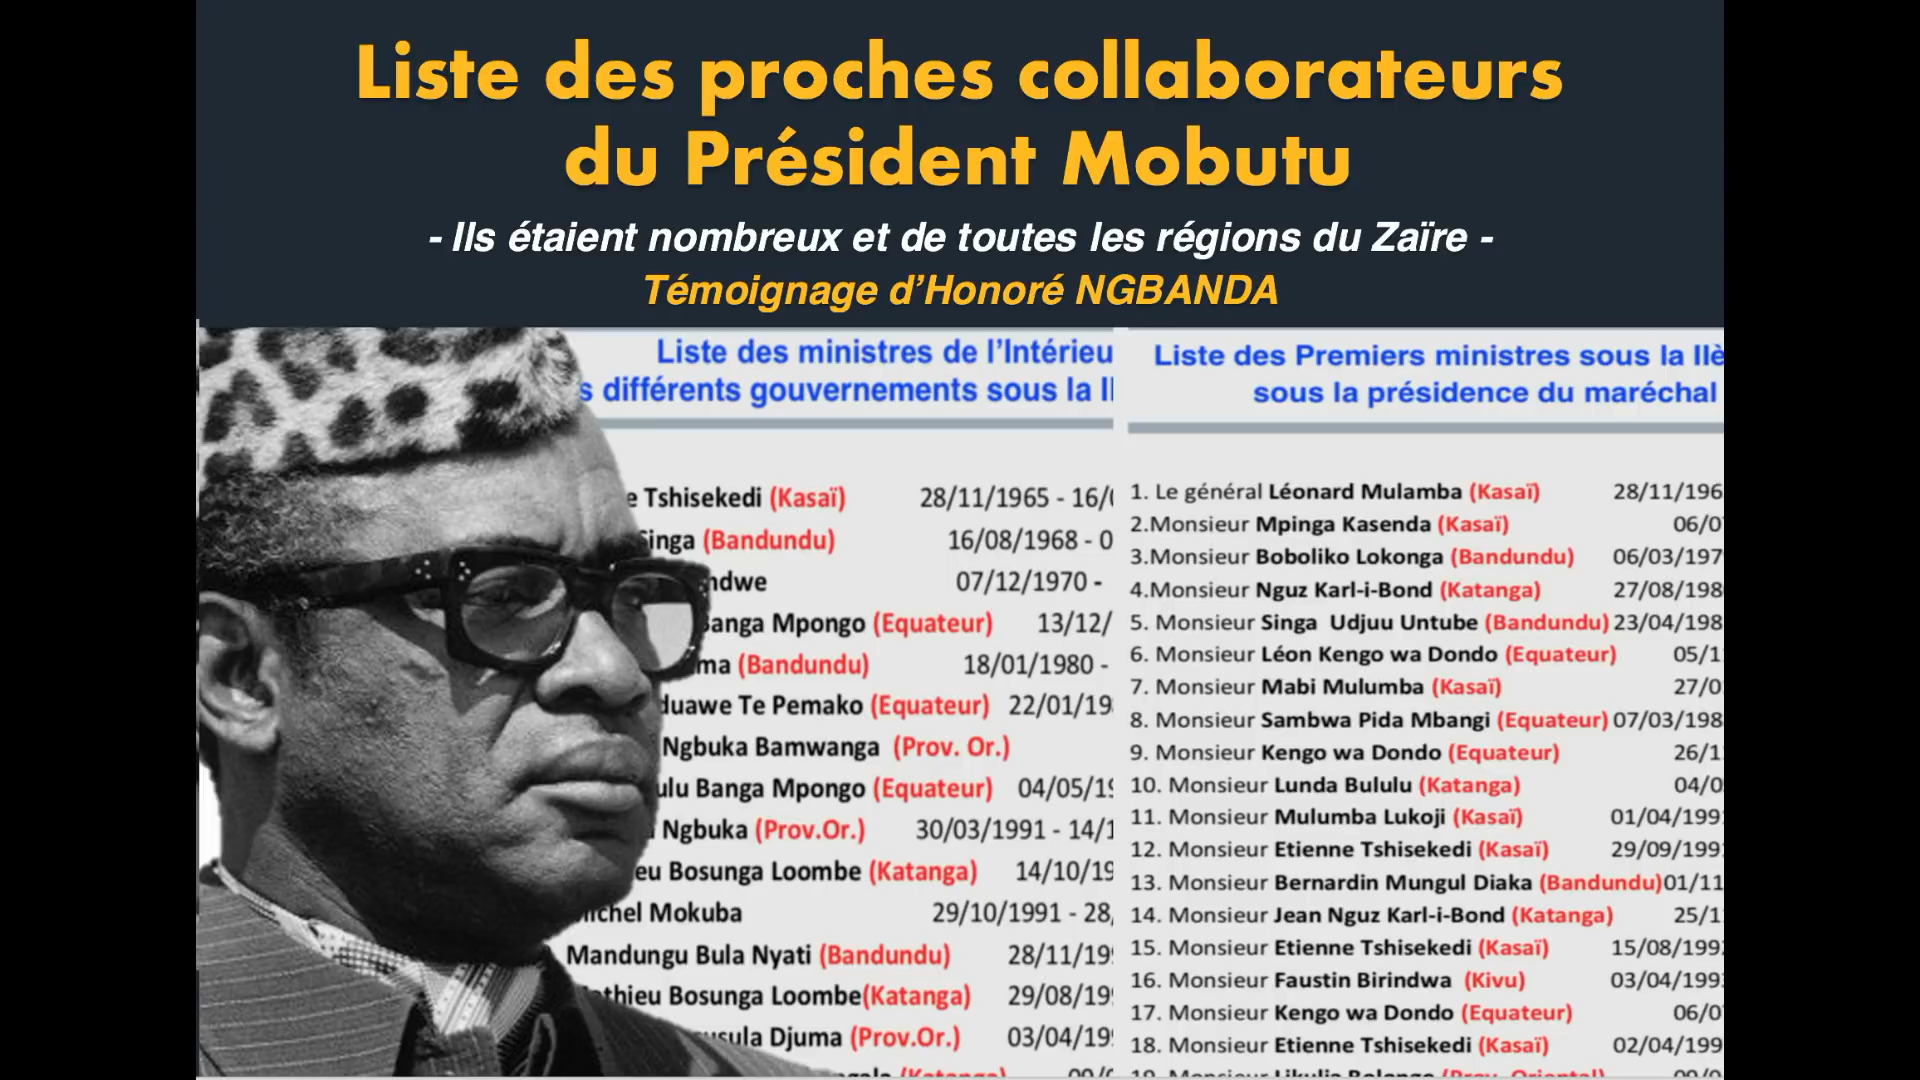 Liste des proches collaborateurs
du Président Mobutu
- Ils étaient nombreux et de toutes les régions du Zaïre -
Témoignage d’Honoré NGBANDA
Liste des ministres de l’Intérieu
s différents gouvernements sous la II
e Tshisekedi (Kasaï) 28/11/1965 - 16/0
Singa (Bandundu) 16/08/1968 - 0
ndwe 07/12/1970 -
Banga Mpongo (Equateur) 13/12/
ma (Bandundu) 18/01/1980 -
duawe Te Pemako (Equateur) 22/01/19
Ngbuka Bamwanga (Prov. Or.)
ulu Banga Mpongo (Equateur) 04/05/19
Ngbuka (Prov.Or.) 30/03/1991 - 14/1
eu Bosunga Loombe (Katanga) 14/10/19
Michel Mokuba 29/10/1991 - 28/
Mandungu Bula Nyati (Bandundu) 28/11/199
athieu Bosunga Loombe(Katanga) 29/08/199
usula Djuma (Prov.Or.) 03/04/199
Liste des Premiers ministres sous la IIè
sous la présidence du maréchal
1. Le général Léonard Mulamba (Kasaï) 28/11/196
2.Monsieur Mpinga Kasenda (Kasaï) 06/0
3.Monsieur Boboliko Lokonga (Bandundu) 06/03/197
4.Monsieur Nguz Karl-i-Bond (Katanga) 27/08/198
5. Monsieur Singa Udjuu Untube (Bandundu) 23/04/198
6. Monsieur Léon Kengo wa Dondo (Equateur) 05/1
7. Monsieur Mabi Mulumba (Kasaï) 27/0
8. Monsieur Sambwa Pida Mbangi (Equateur) 07/03/198
9. Monsieur Kengo wa Dondo (Equateur) 26/1
10. Monsieur Lunda Bululu (Katanga) 04/0
11. Monsieur Mulumba Lukoji (Kasaï) 01/04/199
12. Monsieur Etienne Tshisekedi (Kasaï) 29/09/199
13. Monsieur Bernardin Mungul Diaka (Bandundu)01/11
14. Monsieur Jean Nguz Karl-i-Bond (Katanga) 25/1
15. Monsieur Etienne Tshisekedi (Kasaï) 15/08/199
16. Monsieur Faustin Birindwa (Kivu) 03/04/199
17. Monsieur Kengo wa Dondo (Equateur) 06/0
18. Monsieur Etienne Tshisekedi (Kasaï) 02/04/199